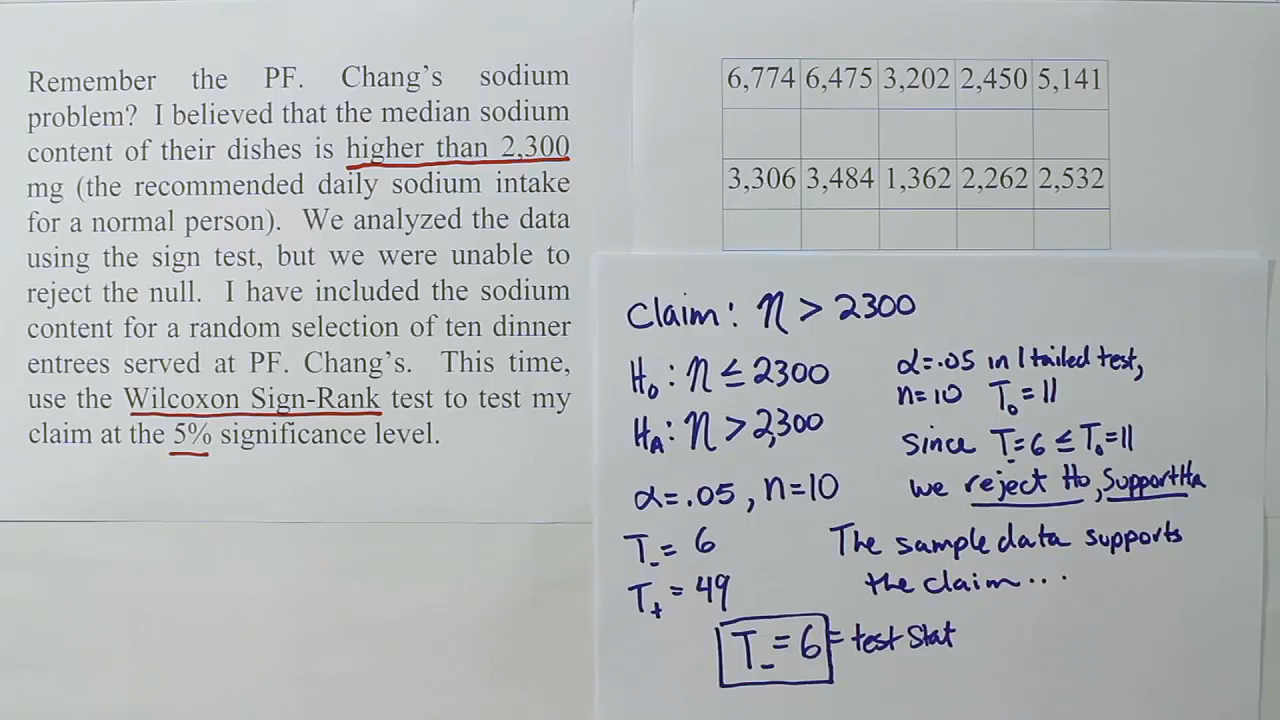 Remember the PF. Chang's sodium
problem? I believed that the median sodium
content of their dishes is higher than 2,300
mg (the recommended daily sodium intake
for a normal person). We analyzed the data
using the sign test, but we were unable to
reject the null. I have included the sodium
content for a random selection of ten dinner
entrees served at PF. Chang's. This time,
use the Wilcoxon Sign-Rank test to test my
claim at the 5% significance level.
6,774 6,475 3,202 2,450 5,141
3,306 3,484 1,362 2,262 2,532
Claim: η > 2300
H₀: η ≤ 2300
Hₐ: η > 2,300
α=.05, n=10
T₋ = 6
T₊ = 49
T₋ = 6 = test stat
α=.05 in 1 tailed test,
n=10 T₀=11
Since T₋=6 ≤ T₀=11
we reject H₀, support Hₐ
The sample data supports
the claim...